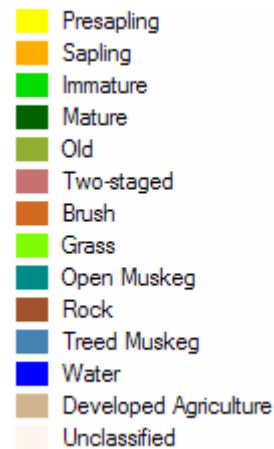 Presapling
Sapling
Immature
Mature
Old
Two-staged
Brush
Grass
Open Muskeg
Rock
Treed Muskeg
Water
Developed Agriculture
Unclassified